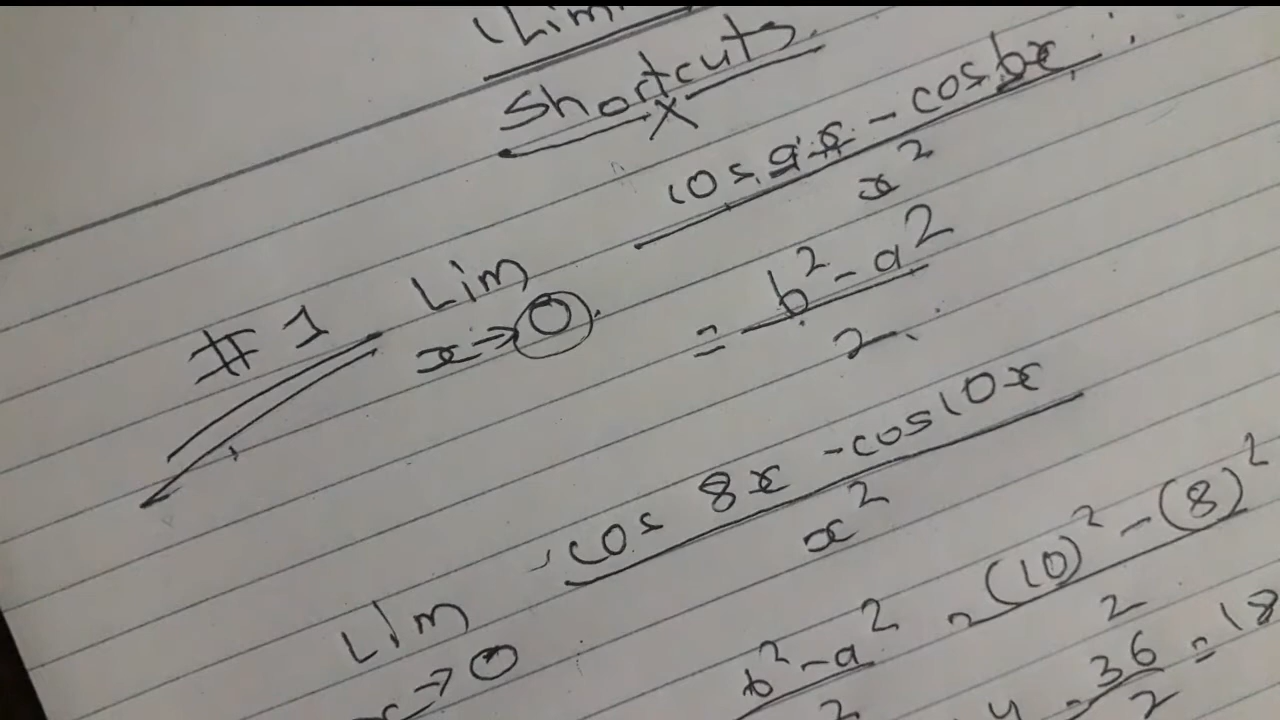 (Lim
Shortcuts
x
cos ax - cos bx
x²
#1 Lim
x→0
= b² - a²
2
cos 8x - cos 10x
x²
Lim
x→0
b² - a²
2
= (10)² - (8)²
2
= 36
2
= 18